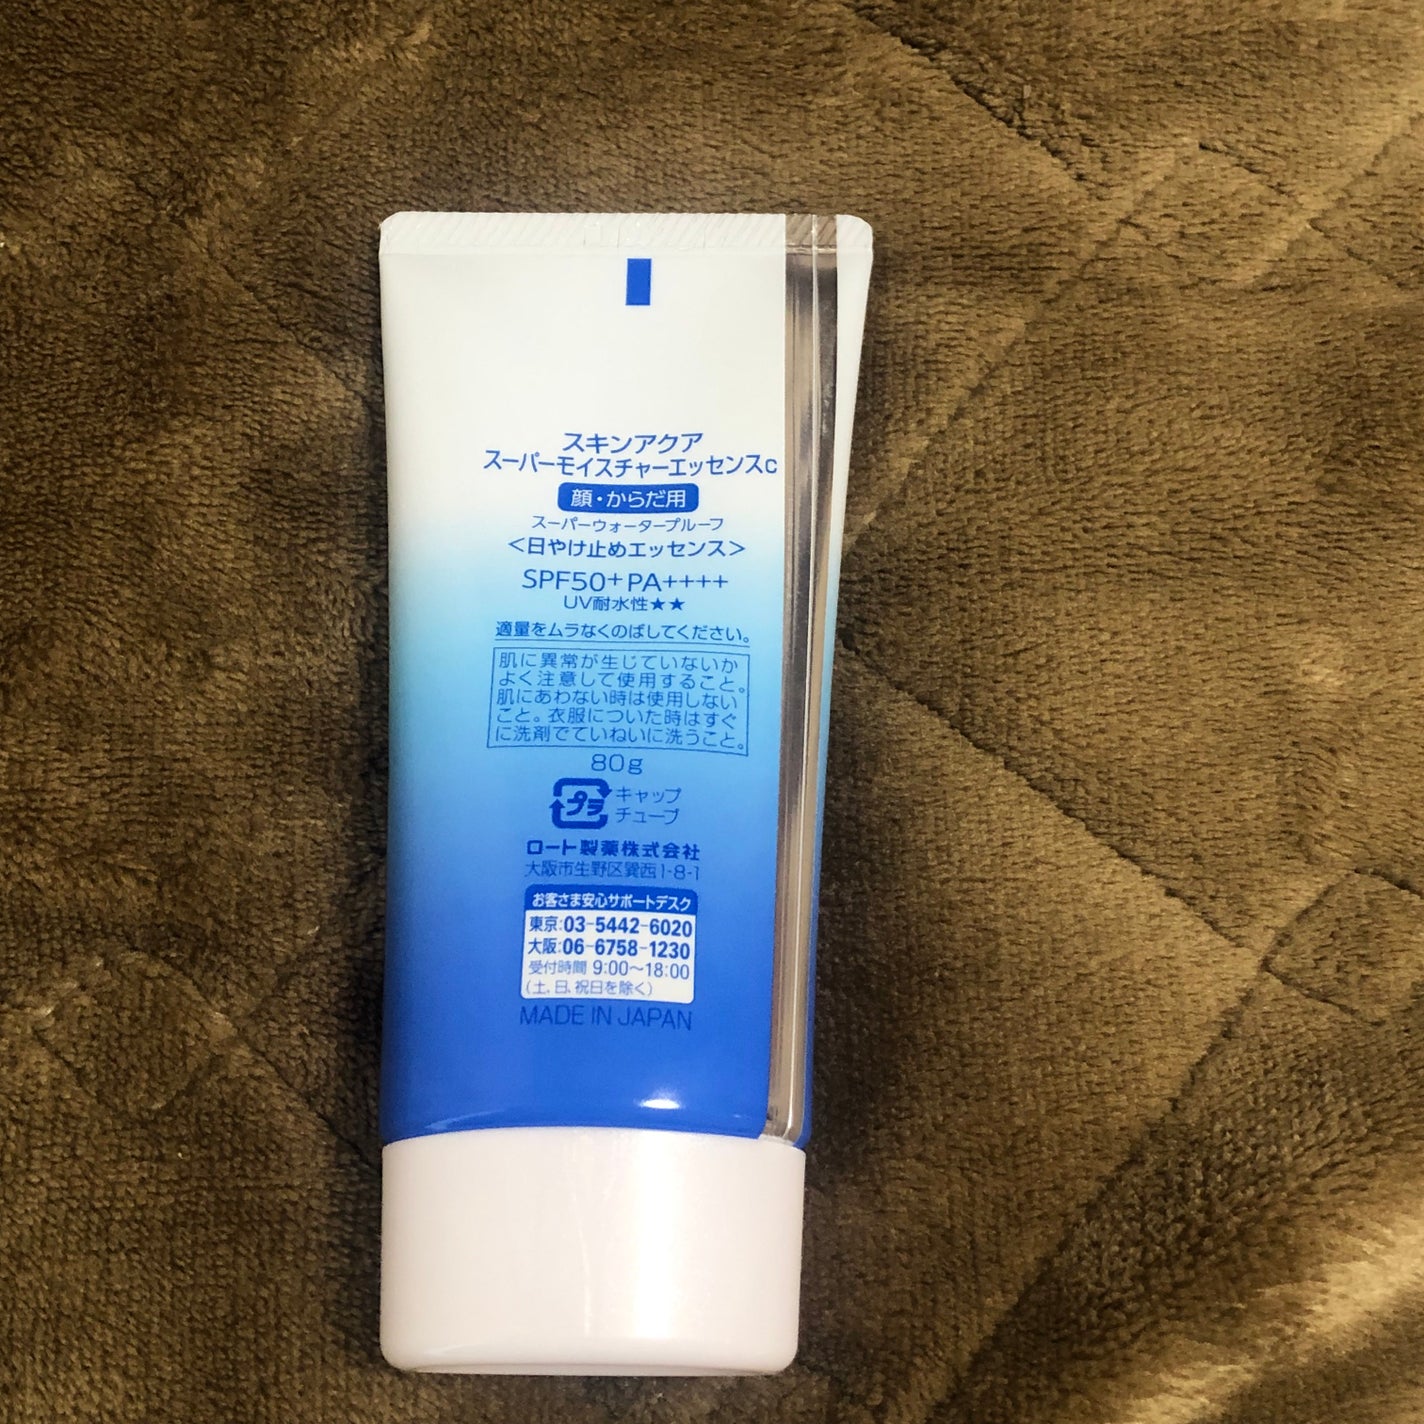 スキンアクア
スーパーモイスチャーエッセンスc
顔・からだ用
スーパーウォータープルーフ
<日やけ止めエッセンス>
SPF50+PA++++
UV耐水性★★
適量をムラなくのばしてください。
肌に異常が生じていないか
よく注意して使用すること。
肌にあわない時は使用しない
こと。衣服についた時はすぐ
に洗剤でていねいに洗うこと。
80g
プラ キャップ
チューブ
ロート製薬株式会社
大阪市生野区巽西1-8-1
お客さま安心サポートデスク
東京:03-5442-6020
大阪:06-6758-1230
受付時間 9:00〜18:00
(土、日、祝日を除く)
MADE IN JAPAN